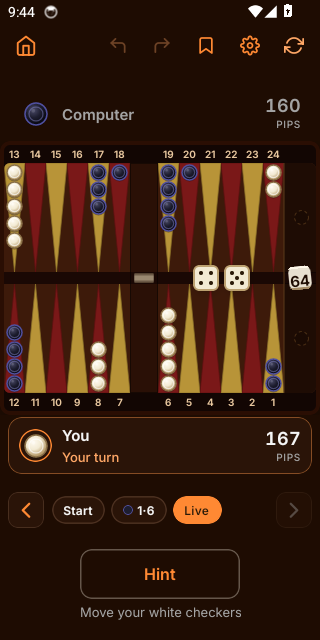 9:44
Computer
160
PIPS
13 14 15 16 17 18 19 20 21 22 23 24
64
12 11 10 9 8 7 6 5 4 3 2 1
You
Your turn
167
PIPS
Start
1·6
Live
Hint
Move your white checkers